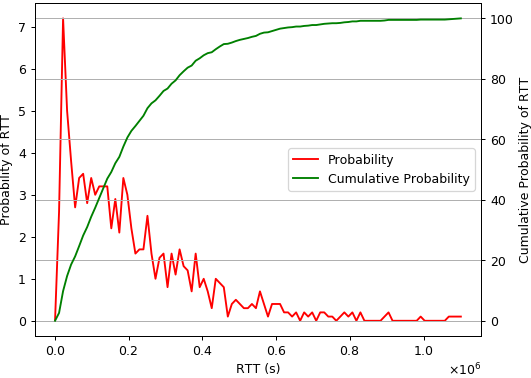 Probability of RTT
7
6
5
4
3
2
1
0
100
80
60
40
20
0
Cumulative Probability of RTT
Probability
Cumulative Probability
0.0 0.2 0.4 0.6 0.8 1.0
RTT (s)
×10⁶